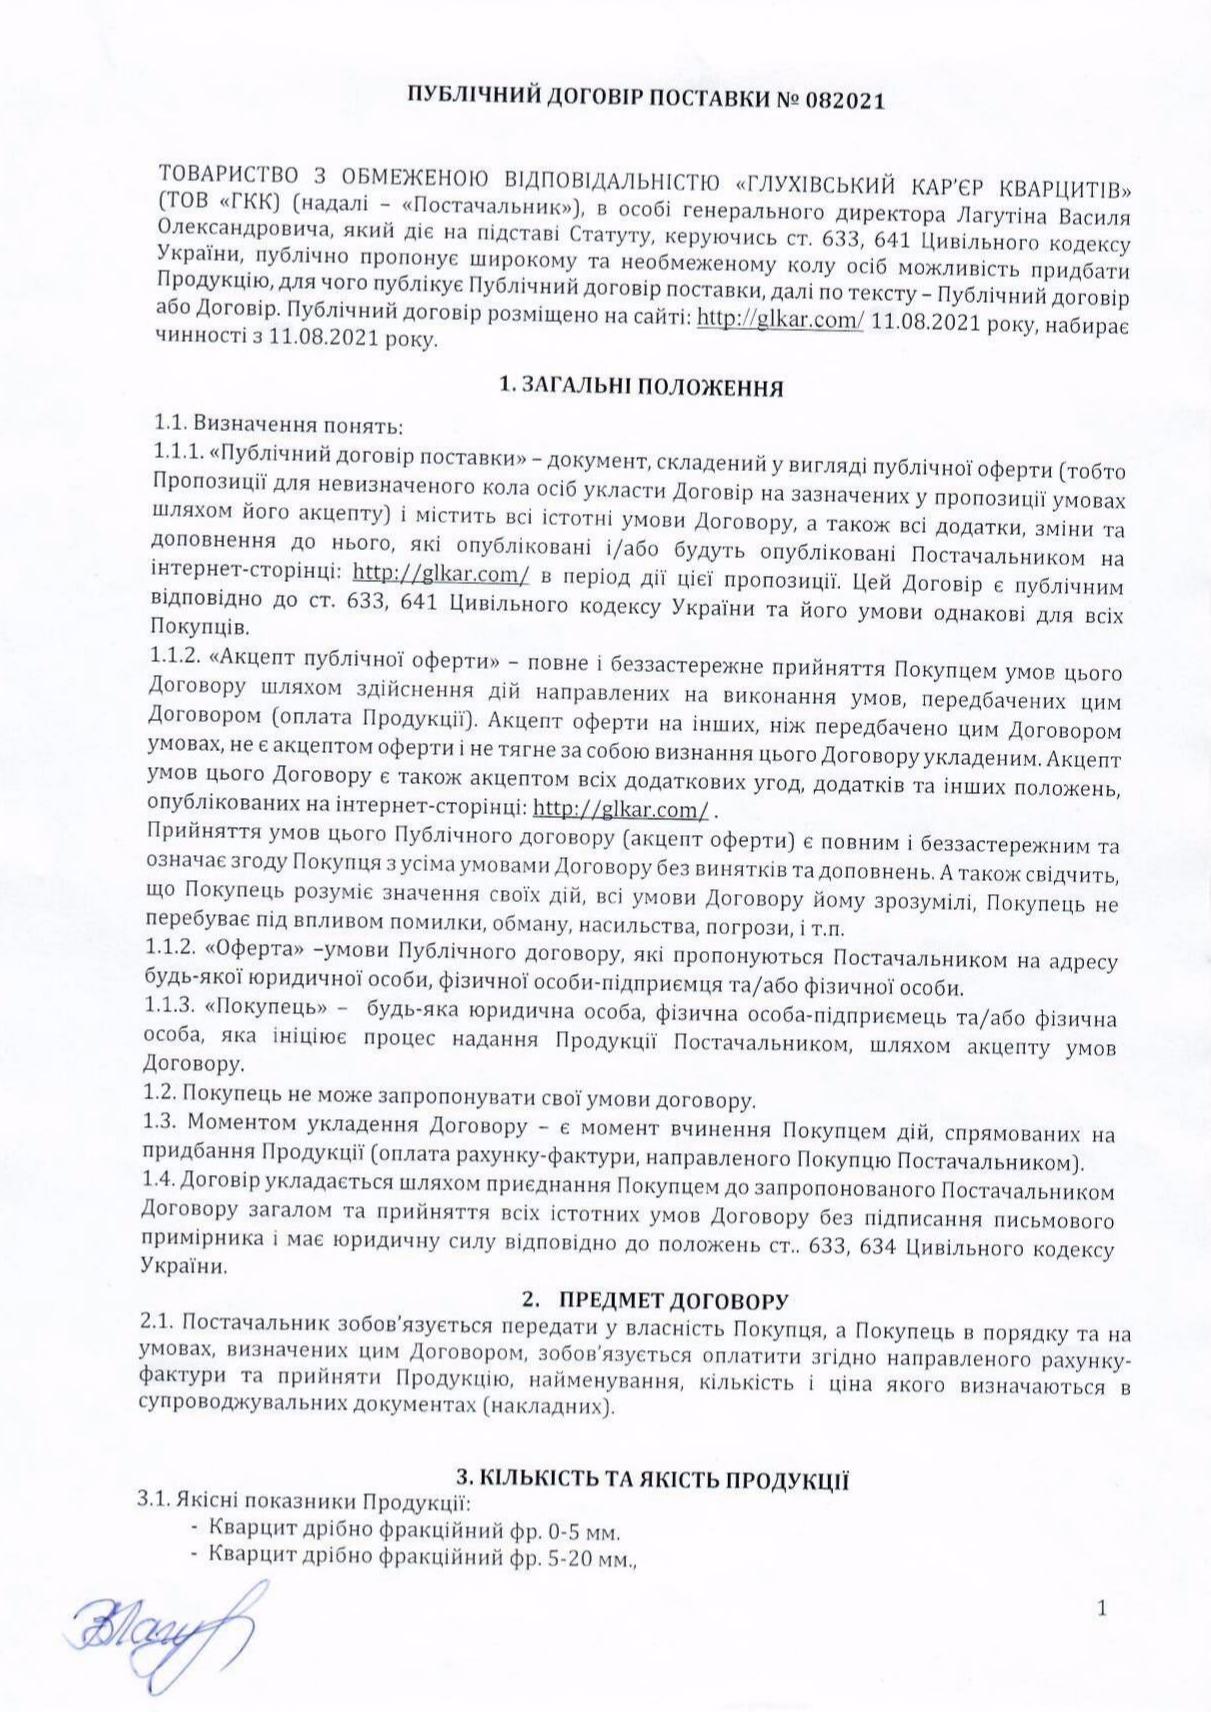 ПУБЛІЧНИЙ ДОГОВІР ПОСТАВКИ № 082021
ТОВАРИСТВО З ОБМЕЖЕНОЮ ВІДПОВІДАЛЬНІСТЮ «ГЛУХІВСЬКИЙ КАР’ЄР КВАРЦИТІВ»
(ТОВ «ГКК) (надалі – «Постачальник»), в особі генерального директора Лагутіна Василя
Олександровича, який діє на підставі Статуту, керуючись ст. 633, 641 Цивільного кодексу
України, публічно пропонує широкому та необмеженому колу осіб можливість придбати
Продукцію, для чого публікує Публічний договір поставки, далі по тексту – Публічний договір
або Договір. Публічний договір розміщено на сайті: http://glkar.com/ 11.08.2021 року, набирає
чинності з 11.08.2021 року.
1. ЗАГАЛЬНІ ПОЛОЖЕННЯ
1.1. Визначення понять:
1.1.1. «Публічний договір поставки» – документ, складений у вигляді публічної оферти (тобто
Пропозиції для невизначеного кола осіб укласти Договір на зазначених у пропозиції умовах
шляхом його акцепту) і містить всі істотні умови Договору, а також всі додатки, зміни та
доповнення до нього, які опубліковані і/або будуть опубліковані Постачальником на
інтернет-сторінці: http://glkar.com/ в період дії цієї пропозиції. Цей Договір є публічним
відповідно до ст. 633, 641 Цивільного кодексу України та його умови однакові для всіх
Покупців.
1.1.2. «Акцепт публічної оферти» – повне і беззастережне прийняття Покупцем умов цього
Договору шляхом здійснення дій направлених на виконання умов, передбачених цим
Договором (оплата Продукції). Акцепт оферти на інших, ніж передбачено цим Договором
умовах, не є акцептом оферти і не тягне за собою визнання цього Договору укладеним. Акцепт
умов цього Договору є також акцептом всіх додаткових угод, додатків та інших положень,
опублікованих на інтернет-сторінці: http://glkar.com/ .
Прийняття умов цього Публічного договору (акцепт оферти) є повним і беззастережним та
означає згоду Покупця з усіма умовами Договору без винятків та доповнень. А також свідчить,
що Покупець розуміє значення своїх дій, всі умови Договору йому зрозумілі, Покупець не
перебуває під впливом помилки, обману, насильства, погрози, і т.п.
1.1.2. «Оферта» –умови Публічного договору, які пропонуються Постачальником на адресу
будь-якої юридичної особи, фізичної особи-підприємця та/або фізичної особи.
1.1.3. «Покупець» – будь-яка юридична особа, фізична особа-підприємець та/або фізична
особа, яка ініціює процес надання Продукції Постачальником, шляхом акцепту умов
Договору.
1.2. Покупець не може запропонувати свої умови договору.
1.3. Моментом укладення Договору – є момент вчинення Покупцем дій, спрямованих на
придбання Продукції (оплата рахунку-фактури, направленого Покупцю Постачальником).
1.4. Договір укладається шляхом приєднання Покупцем до запропонованого Постачальником
Договору загалом та прийняття всіх істотних умов Договору без підписання письмового
примірника і має юридичну силу відповідно до положень ст.. 633, 634 Цивільного кодексу
України.
2. ПРЕДМЕТ ДОГОВОРУ
2.1. Постачальник зобов’язується передати у власність Покупця, а Покупець в порядку та на
умовах, визначених цим Договором, зобов’язується оплатити згідно направленого рахунку-
фактури та прийняти Продукцію, найменування, кількість і ціна якого визначаються в
супроводжувальних документах (накладних).
3. КІЛЬКІСТЬ ТА ЯКІСТЬ ПРОДУКЦІЇ
3.1. Якісні показники Продукції:
- Кварцит дрібно фракційний фр. 0-5 мм.
- Кварцит дрібно фракційний фр. 5-20 мм.,
1